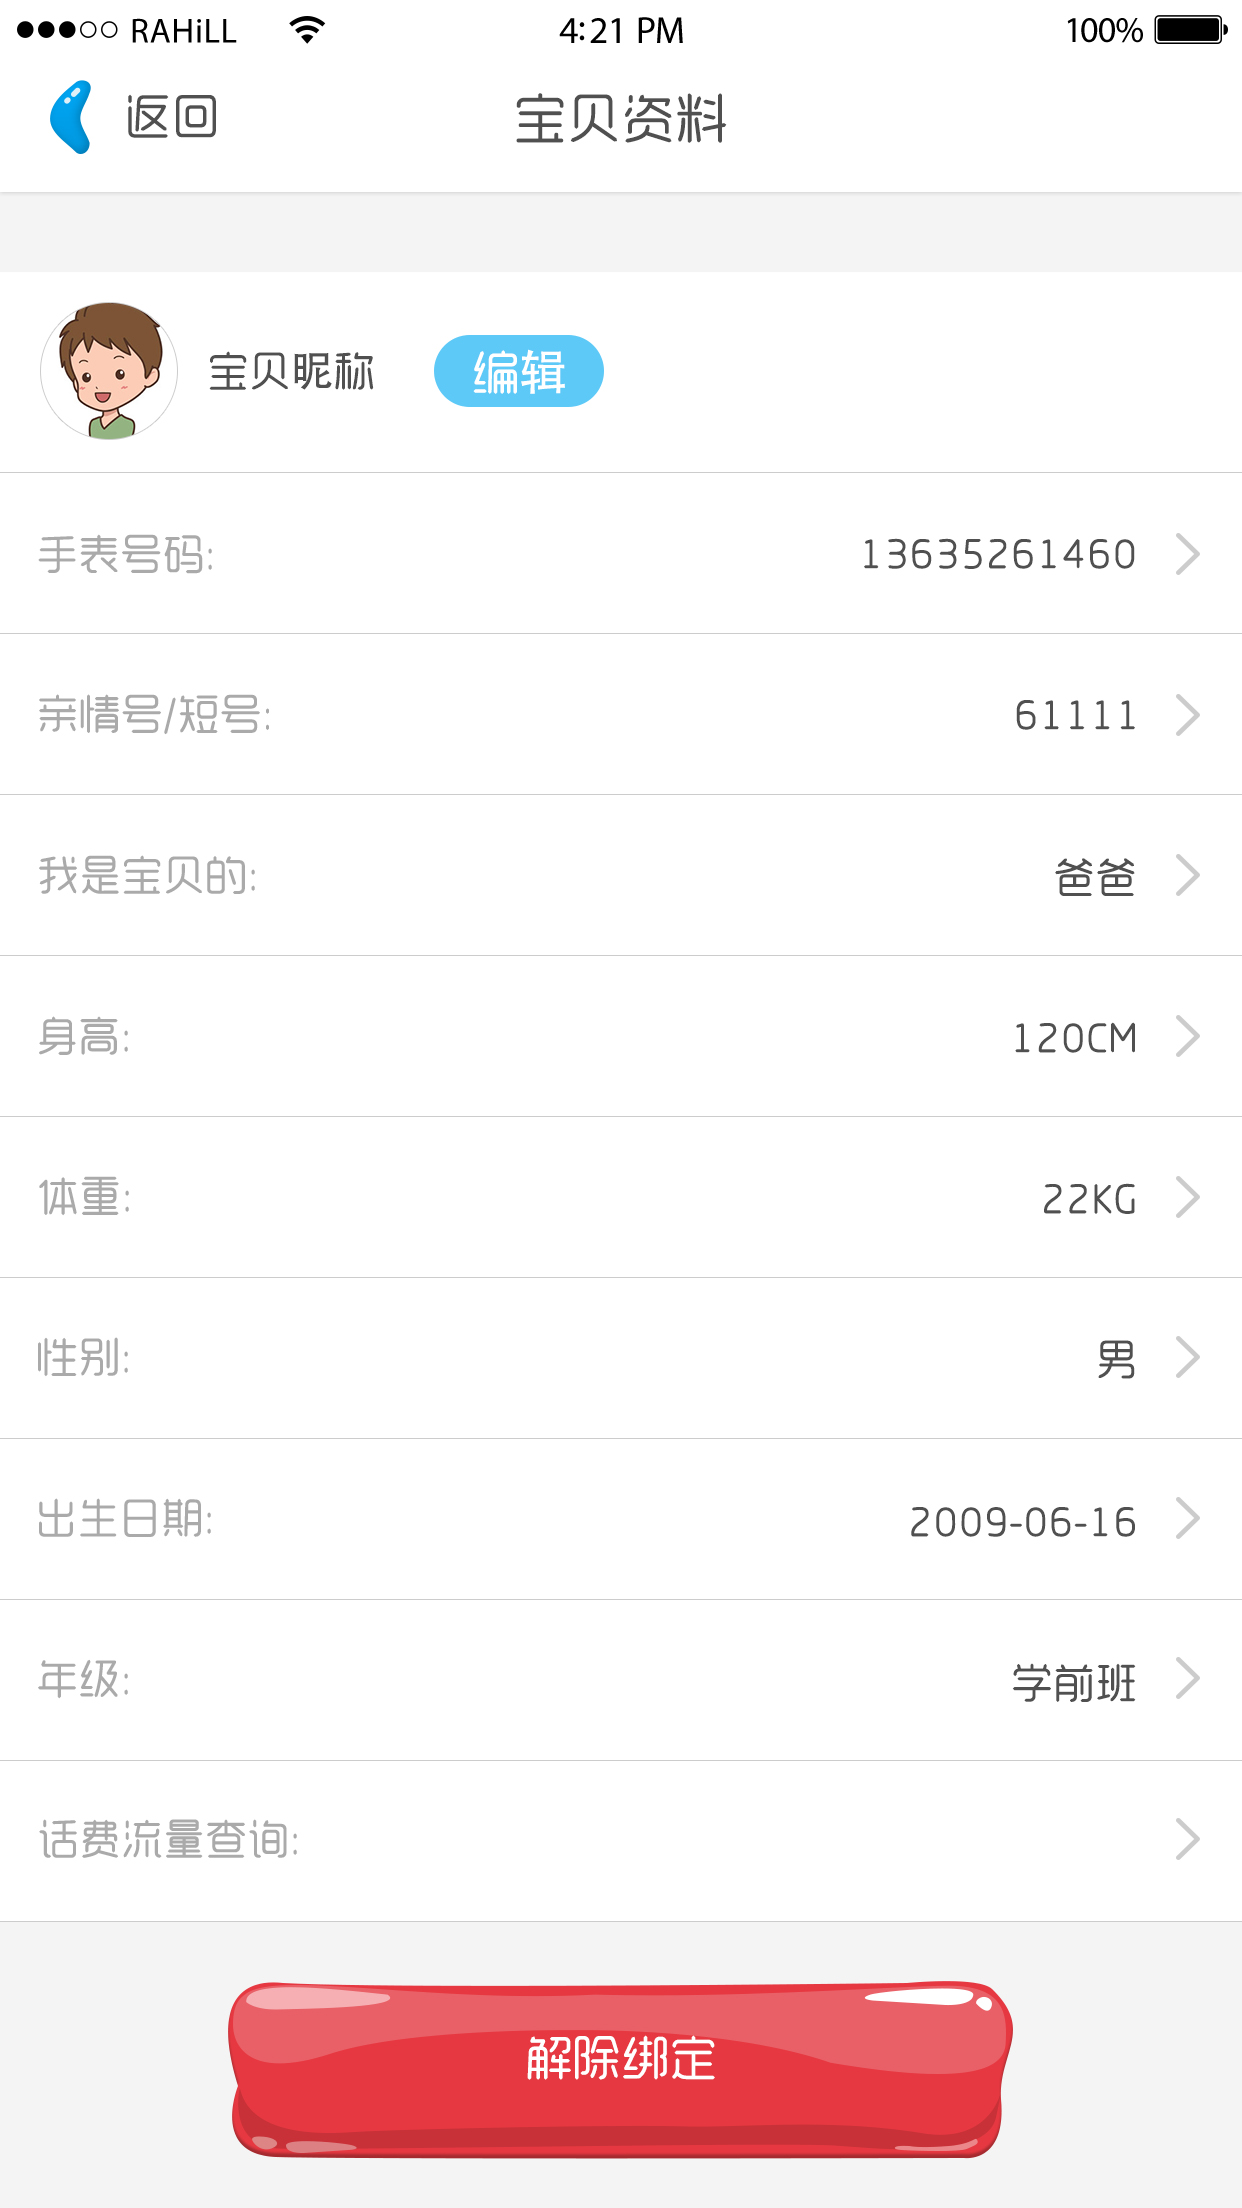 RAHiLL 4:21 PM 100%
返回 宝贝资料
宝贝昵称 编辑
手表号码: 13635261460
亲情号/短号: 61111
我是宝贝的: 爸爸
身高: 120CM
体重: 22KG
性别: 男
出生日期: 2009-06-16
年级: 学前班
话费流量查询:
解除绑定